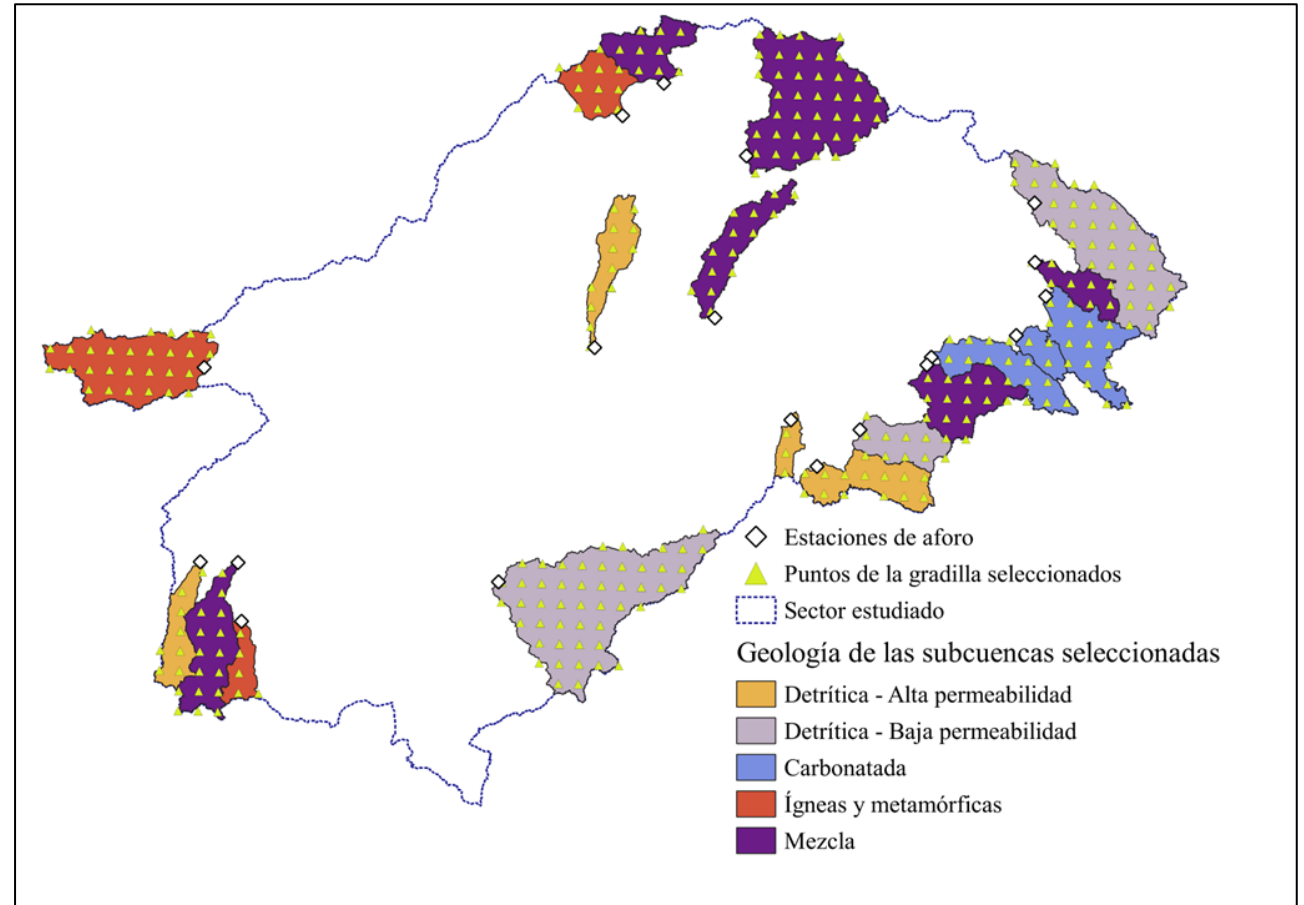 Estaciones de aforo
Puntos de la gradilla seleccionados
Sector estudiado
Geología de las subcuencas seleccionadas
Detrítica - Alta permeabilidad
Detrítica - Baja permeabilidad
Carbonatada
Ígneas y metamórficas
Mezcla